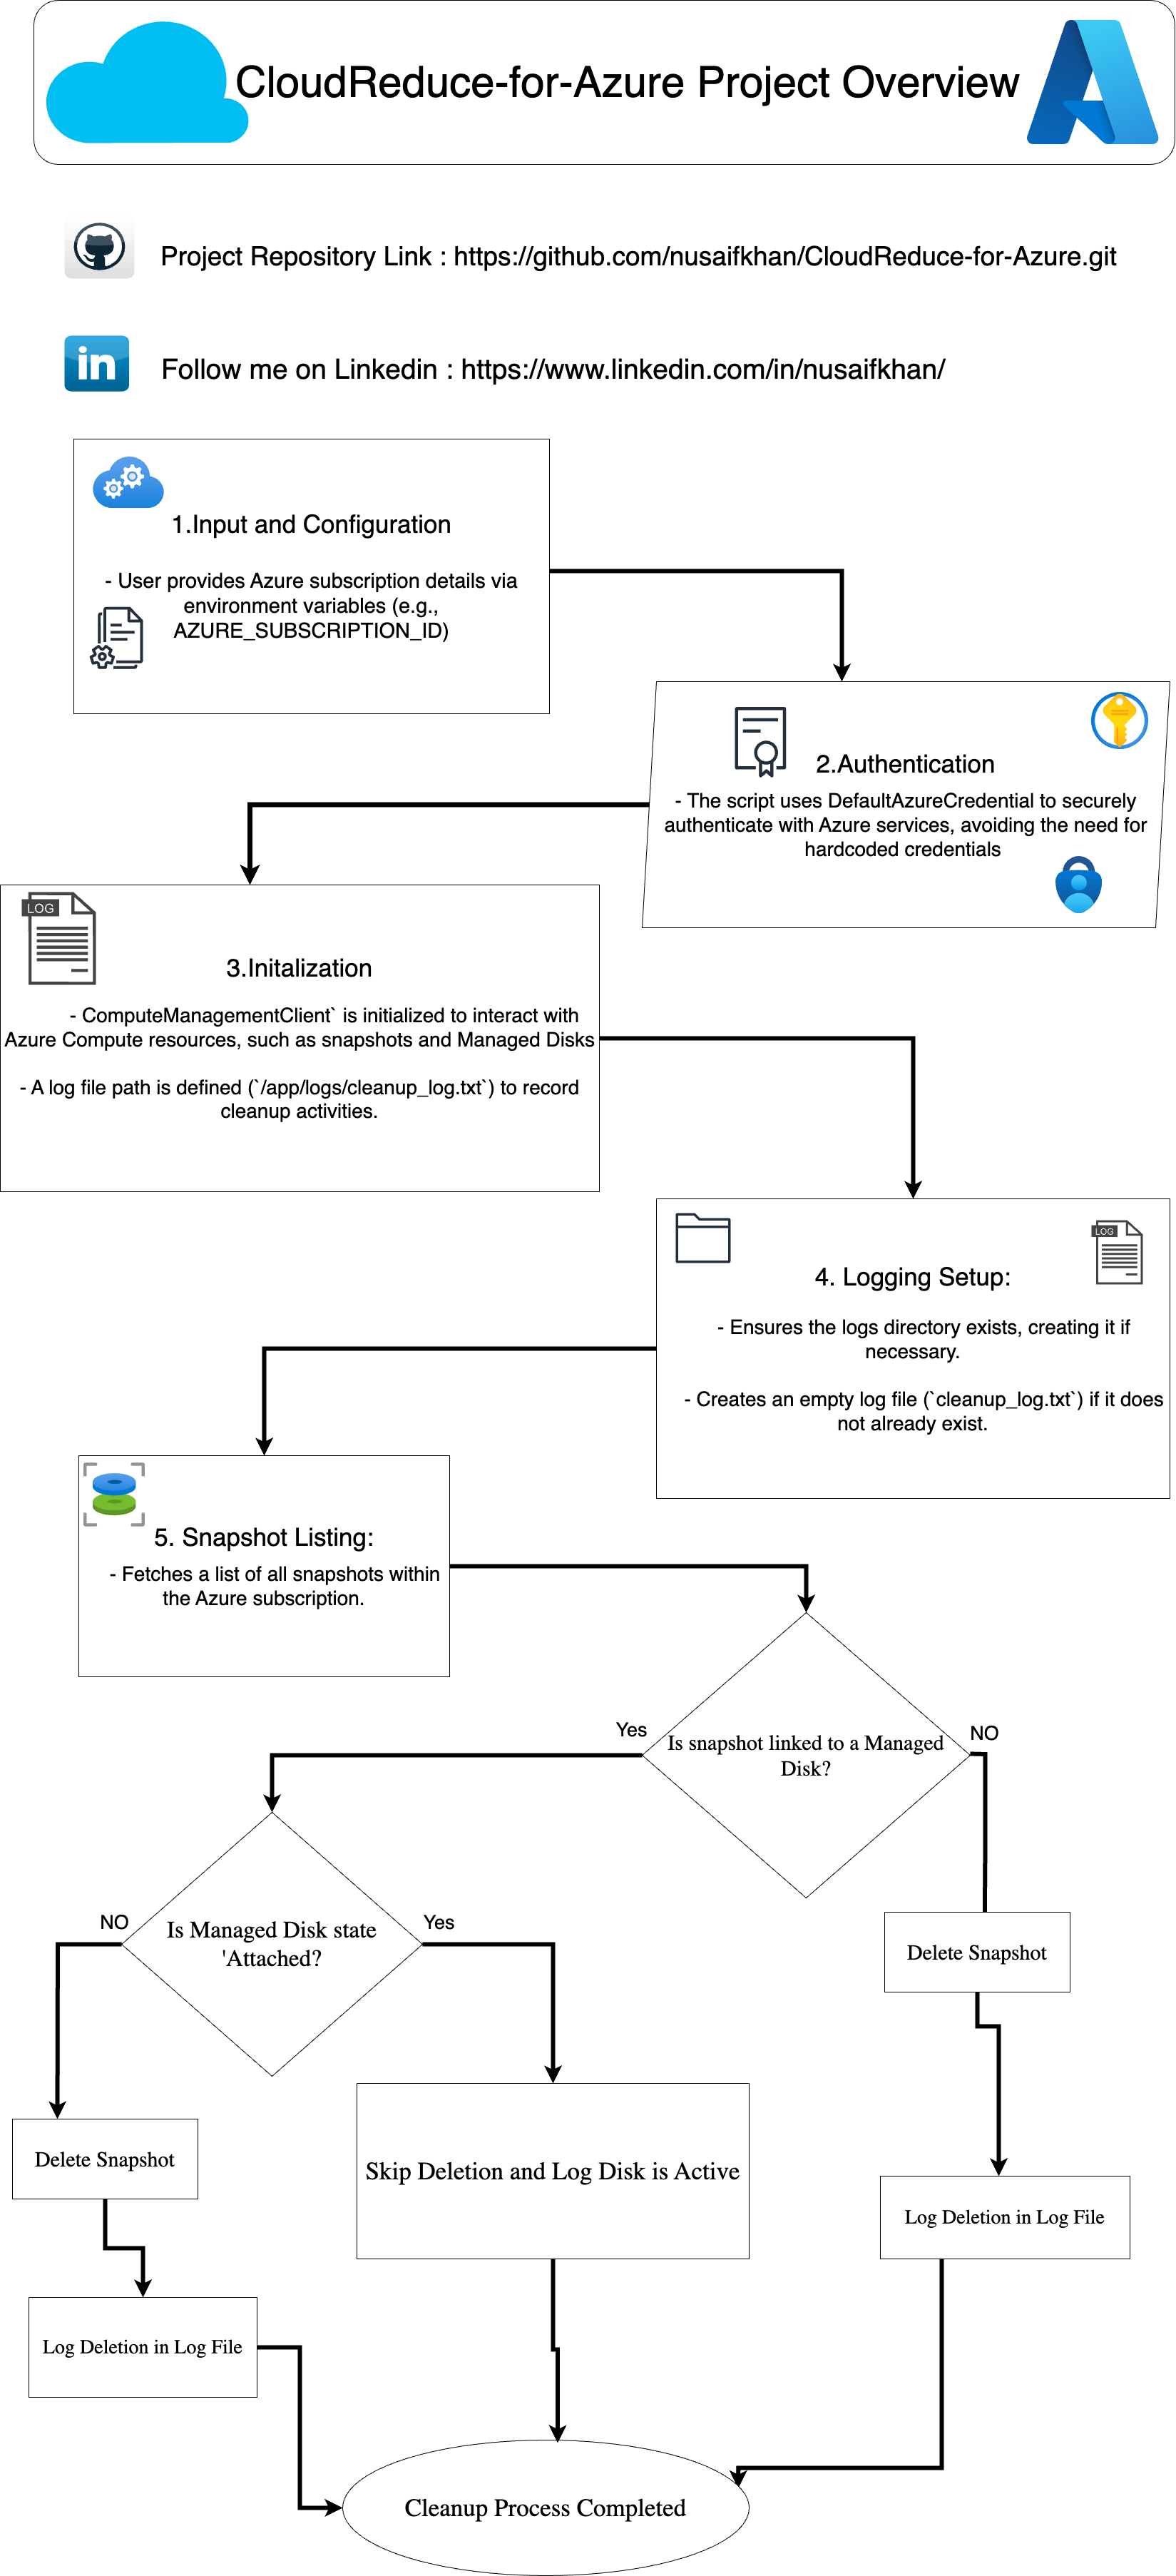 CloudReduce-for-Azure Project Overview
Project Repository Link : https://github.com/nusaifkhan/CloudReduce-for-Azure.git
in
Follow me on Linkedin : https://www.linkedin.com/in/nusaifkhan/
1.Input and Configuration
- User provides Azure subscription details via
environment variables (e.g.,
AZURE_SUBSCRIPTION_ID)
2.Authentication
- The script uses DefaultAzureCredential to securely
authenticate with Azure services, avoiding the need for
hardcoded credentials
LOG
3.Initalization
- ComputeManagementClient` is initialized to interact with
Azure Compute resources, such as snapshots and Managed Disks
- A log file path is defined (`/app/logs/cleanup_log.txt`) to record
cleanup activities.
LOG
4. Logging Setup:
- Ensures the logs directory exists, creating it if
necessary.
- Creates an empty log file (`cleanup_log.txt`) if it does
not already exist.
5. Snapshot Listing:
- Fetches a list of all snapshots within
the Azure subscription.
Is snapshot linked to a Managed
Disk?
Yes
NO
Is Managed Disk state
'Attached?
NO
Yes
Delete Snapshot
Delete Snapshot
Skip Deletion and Log Disk is Active
Log Deletion in Log File
Log Deletion in Log File
Cleanup Process Completed